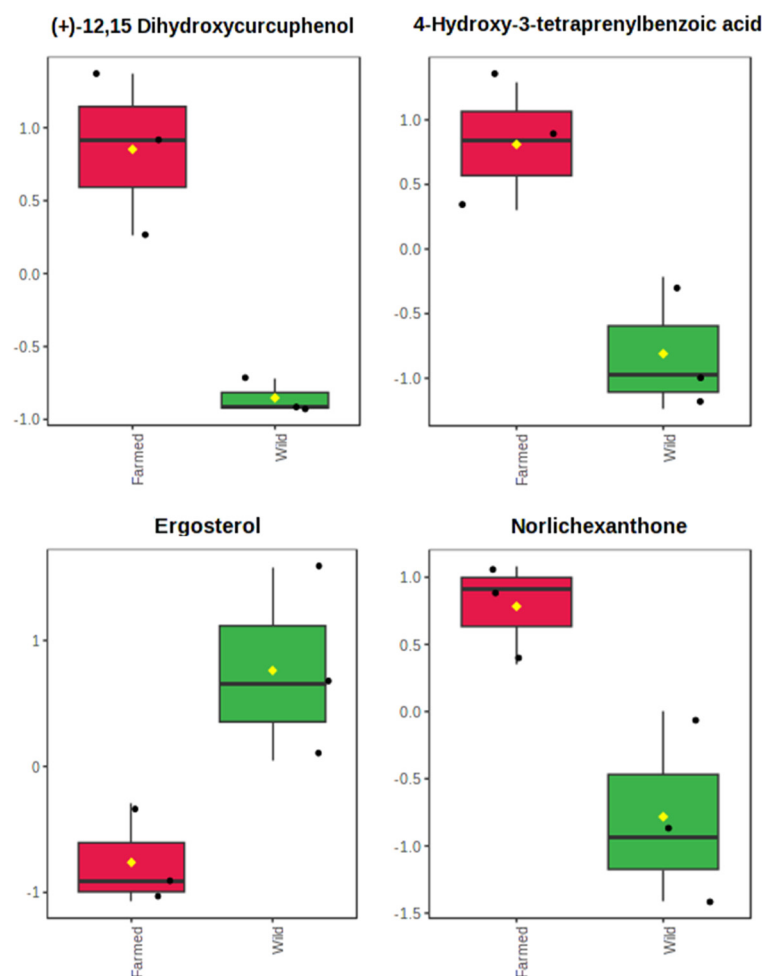 (+)-12,15 Dihydroxycurcuphenol
1.0
0.5
0.0
-0.5
-1.0
Farmed
Wild
4-Hydroxy-3-tetraprenylbenzoic acid
1.0
0.5
0.0
-0.5
-1.0
Farmed
Wild
Ergosterol
1
0
-1
Farmed
Wild
Norlichexanthone
1.0
0.5
0.0
-0.5
-1.0
-1.5
Farmed
Wild